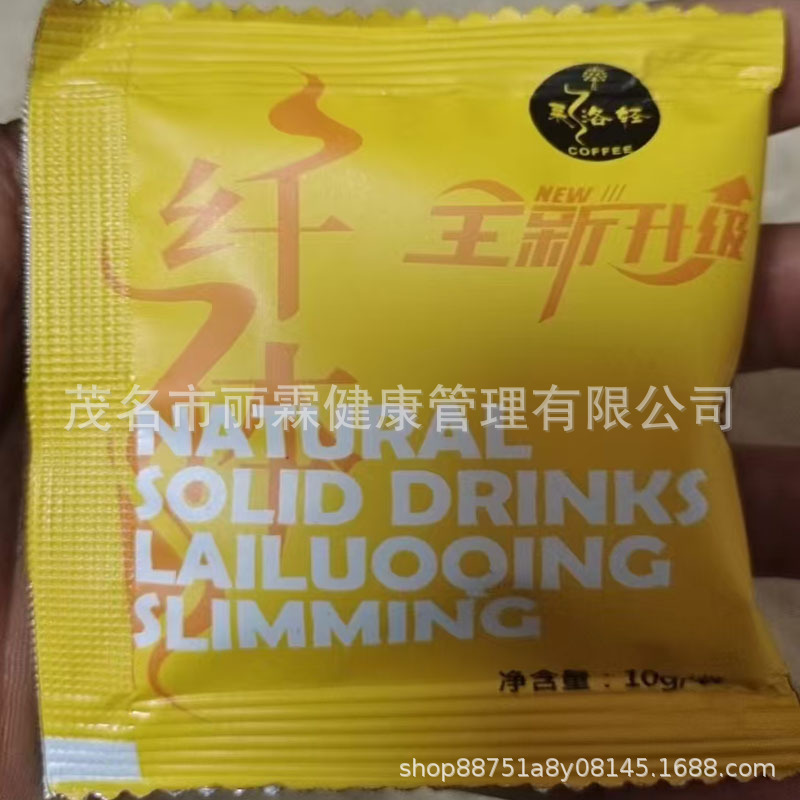 来洛轻
COFFEE
NEW
全新升级
纤
茂名市丽霖健康管理有限公司
NATURAL
SOLID DRINKS
LAILUOQING
SLIMMING
净含量：10g/
shop88751a8y08145.1688.com